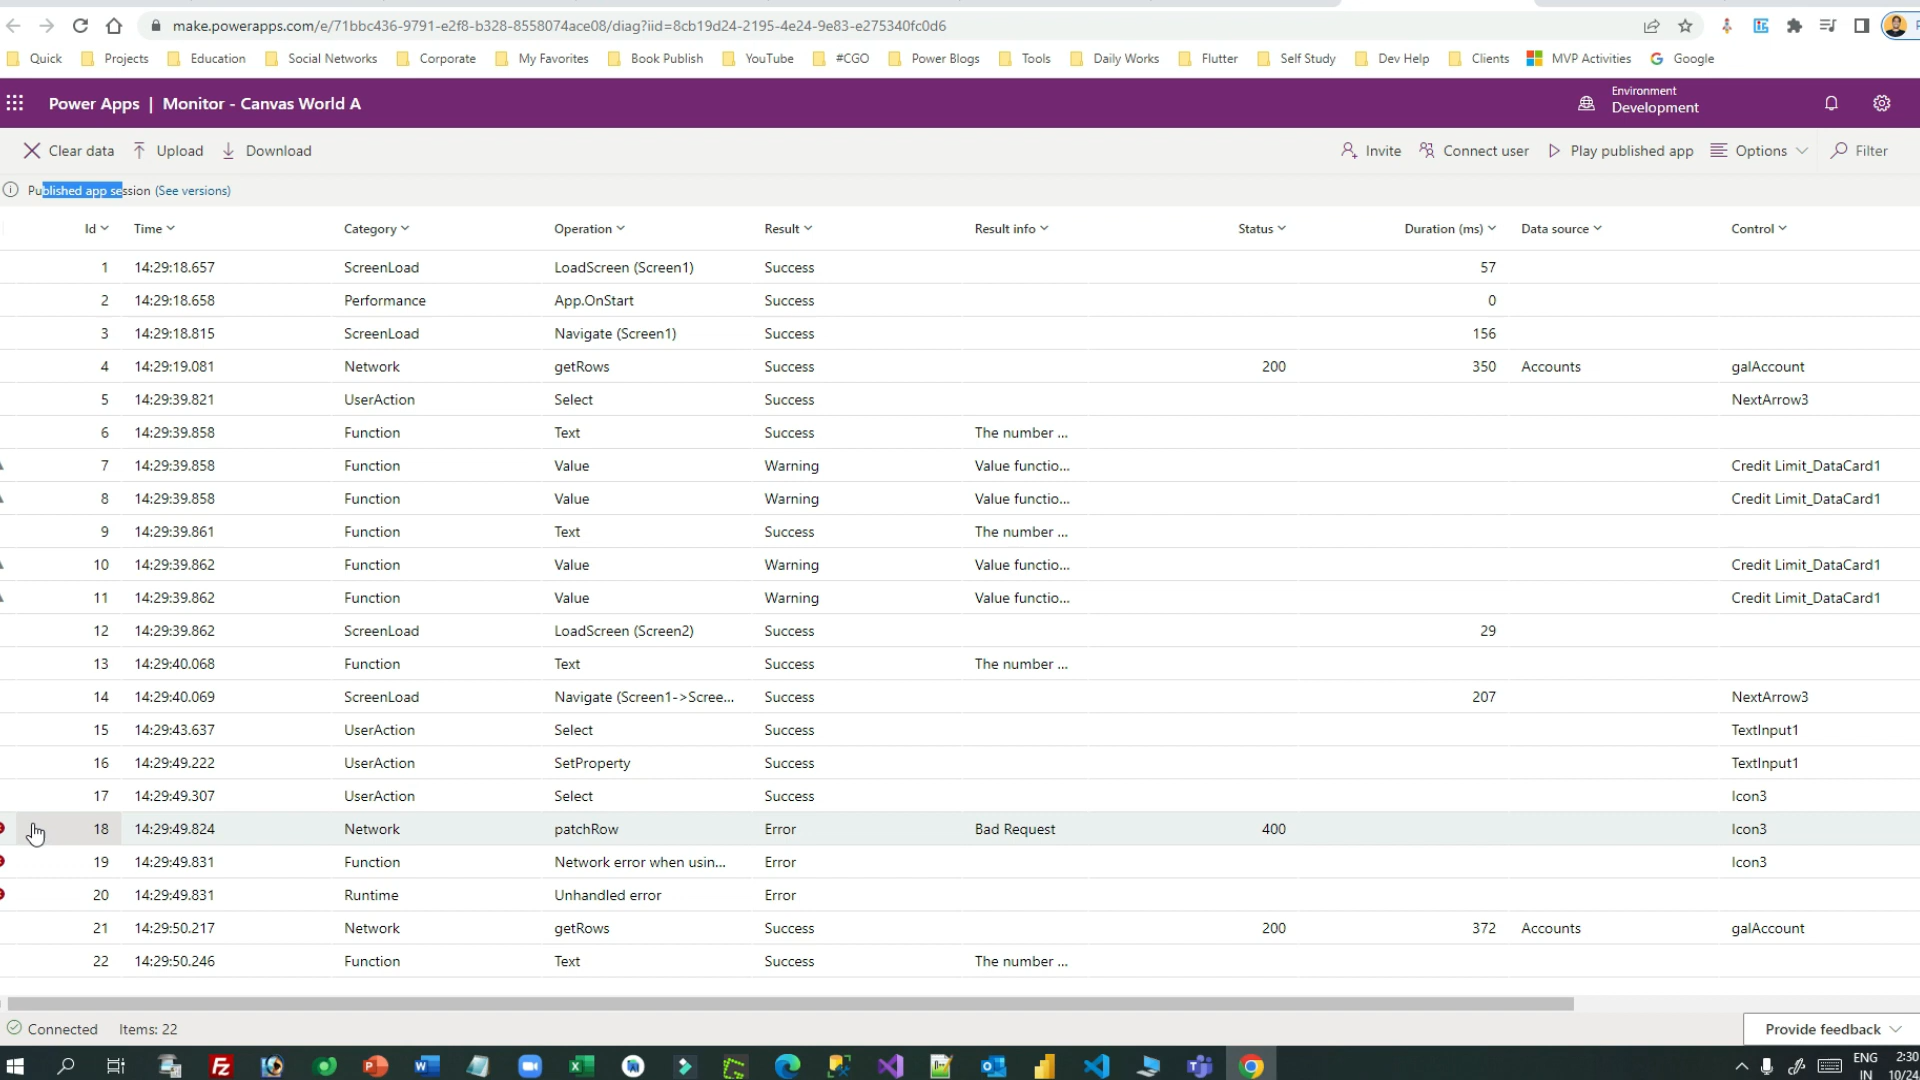 make.powerapps.com/e/71bbc436-9791-e2f8-b328-8558074ace08/diag?iid=8cb19d24-2195-4e24-9e83-e275340fc0d6
Quick Projects Education Social Networks Corporate My Favorites Book Publish YouTube #CGO Power Blogs Tools Daily Works Flutter Self Study Dev Help Clients MVP Activities Google
Power Apps | Monitor - Canvas World A
Environment
Development
Clear data Upload Download Invite Connect user Play published app Options Filter
Published app session (See versions)
Id Time Category Operation Result Result info Status Duration (ms) Data source Control
1 14:29:18.657 ScreenLoad LoadScreen (Screen1) Success 57
2 14:29:18.658 Performance App.OnStart Success 0
3 14:29:18.815 ScreenLoad Navigate (Screen1) Success 156
4 14:29:19.081 Network getRows Success 200 350 Accounts galAccount
5 14:29:39.821 UserAction Select Success NextArrow3
6 14:29:39.858 Function Text Success The number ...
7 14:29:39.858 Function Value Warning Value functio... Credit Limit_DataCard1
8 14:29:39.858 Function Value Warning Value functio... Credit Limit_DataCard1
9 14:29:39.861 Function Text Success The number ...
10 14:29:39.862 Function Value Warning Value functio... Credit Limit_DataCard1
11 14:29:39.862 Function Value Warning Value functio... Credit Limit_DataCard1
12 14:29:39.862 ScreenLoad LoadScreen (Screen2) Success 29
13 14:29:40.068 Function Text Success The number ...
14 14:29:40.069 ScreenLoad Navigate (Screen1->Scree... Success 207 NextArrow3
15 14:29:43.637 UserAction Select Success TextInput1
16 14:29:49.222 UserAction SetProperty Success TextInput1
17 14:29:49.307 UserAction Select Success Icon3
18 14:29:49.824 Network patchRow Error Bad Request 400 Icon3
19 14:29:49.831 Function Network error when usin... Error Icon3
20 14:29:49.831 Runtime Unhandled error Error
21 14:29:50.217 Network getRows Success 200 372 Accounts galAccount
22 14:29:50.246 Function Text Success The number ...
Connected Items: 22
Provide feedback
ENG 2:30
IN 10/24